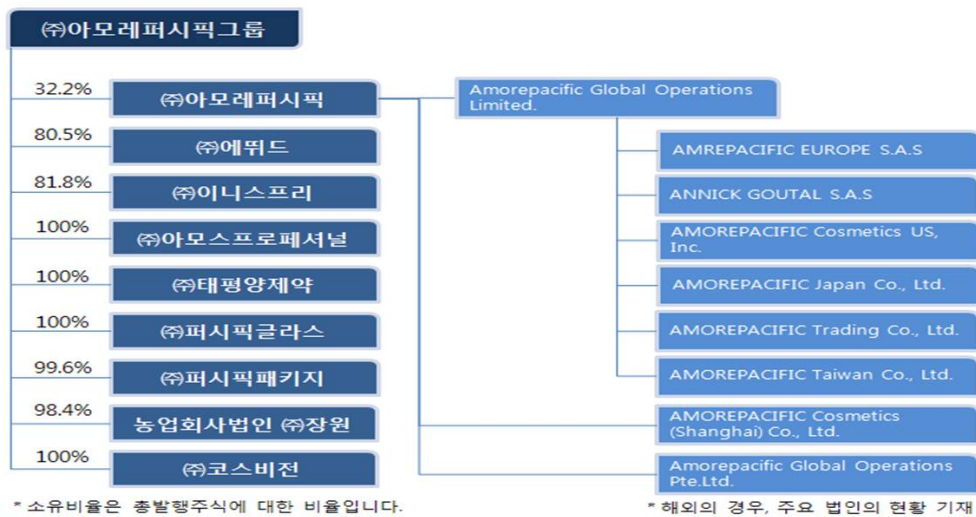 ㈜아모레퍼시픽그룹
32.2%
㈜아모레퍼시픽
80.5%
㈜에뛰드
81.8%
㈜이니스프리
100%
㈜아모스프로페셔널
100%
㈜태평양제약
100%
㈜퍼시픽글라스
99.6%
㈜퍼시픽패키지
98.4%
농업회사법인 ㈜장원
100%
㈜코스비전
* 소유비율은 총발행주식에 대한 비율입니다.
Amorepacific Global Operations
Limited.
AMREPACIFIC EUROPE S.A.S
ANNICK GOUTAL S.A.S
AMOREPACIFIC Cosmetics US,
Inc.
AMOREPACIFIC Japan Co., Ltd.
AMOREPACIFIC Trading Co., Ltd.
AMOREPACIFIC Taiwan Co., Ltd.
AMOREPACIFIC Cosmetics
(Shanghai) Co., Ltd.
Amorepacific Global Operations
Pte.Ltd.
* 해외의 경우, 주요 법인의 현황 기재